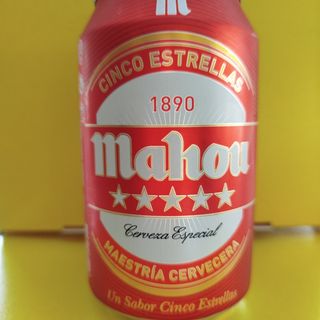 M
CINCO ESTRELLAS
1890
Mahou
Cerveza Especial
MAESTRÍA CERVECERA
Un Sabor Cinco Estrellas